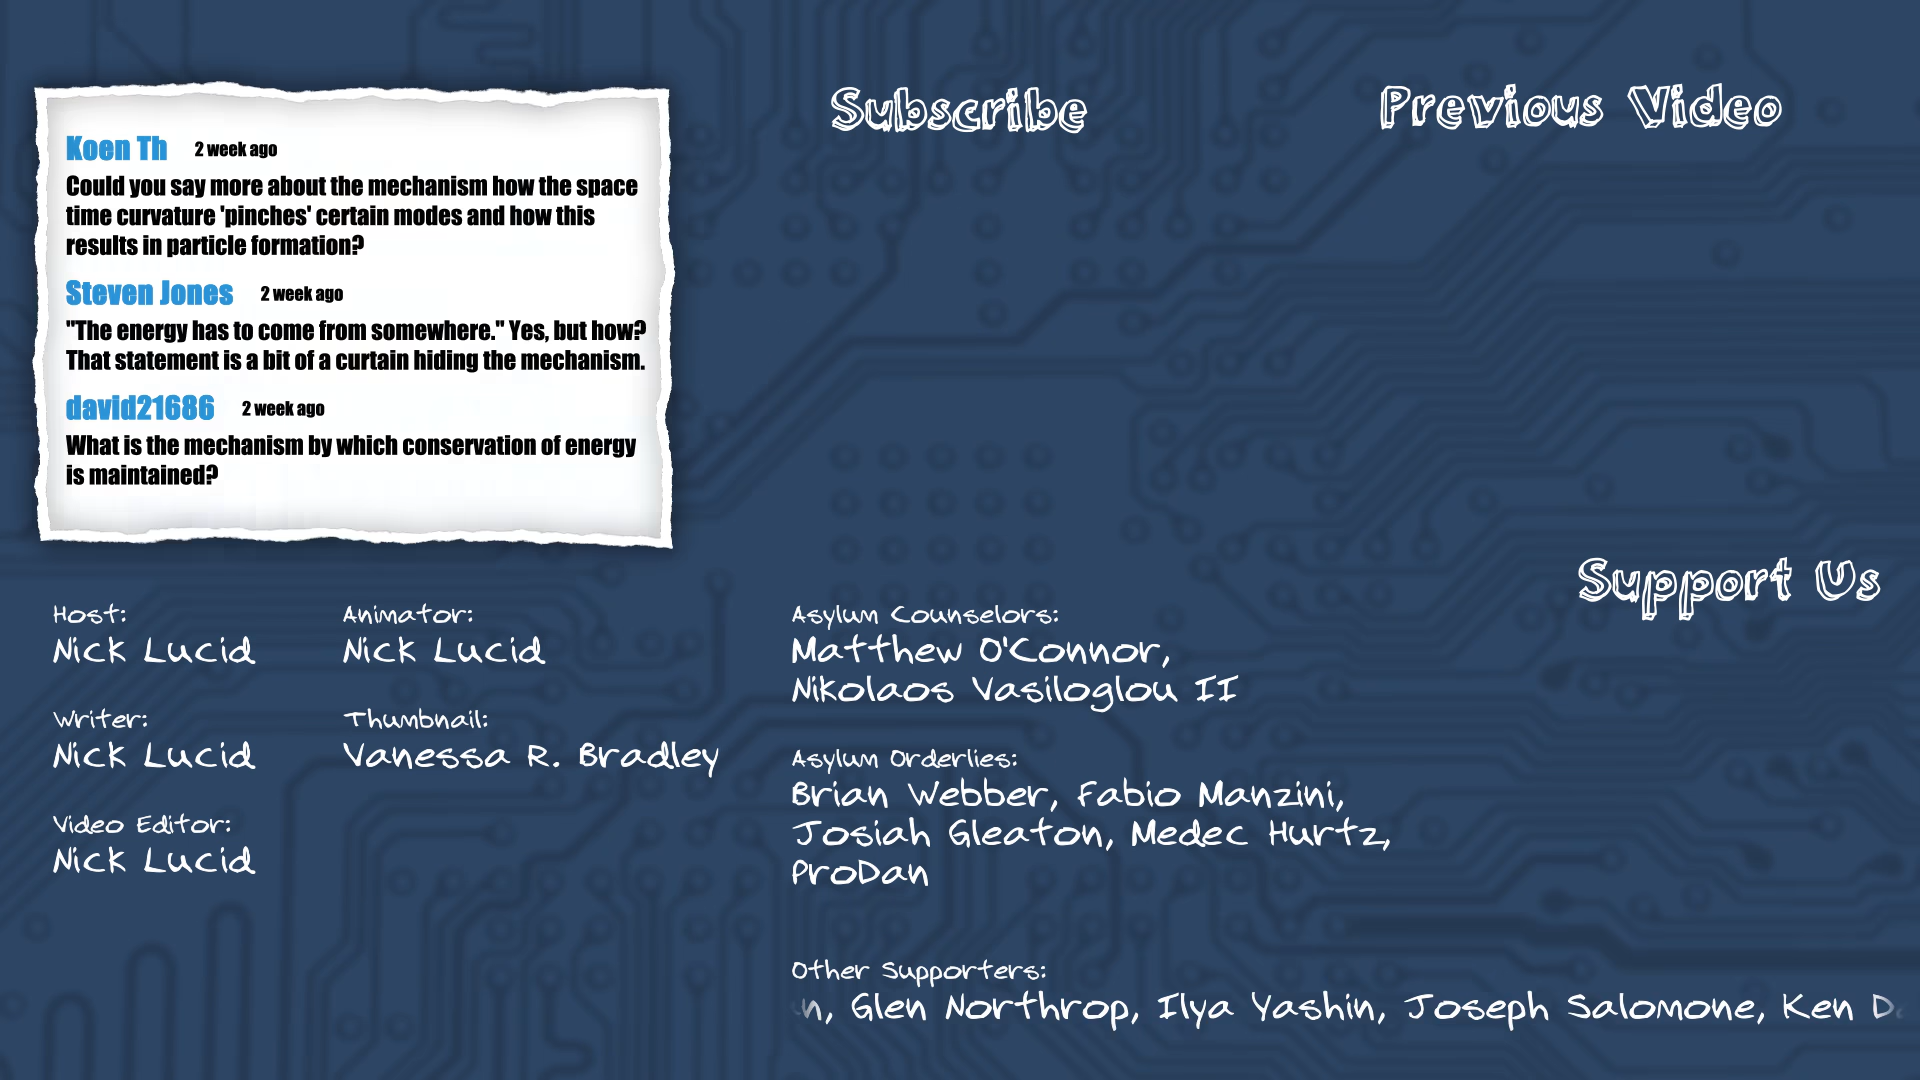 Subscribe
Previous Video
Koen Th 2 week ago
Could you say more about the mechanism how the space
time curvature 'pinches' certain modes and how this
results in particle formation?
Steven Jones 2 week ago
"The energy has to come from somewhere." Yes, but how?
That statement is a bit of a curtain hiding the mechanism.
david21686 2 week ago
What is the mechanism by which conservation of energy
is maintained?
Support Us
Host:
Nick Lucid
Writer:
Nick Lucid
Video Editor:
Nick Lucid
Animator:
Nick Lucid
Thumbnail:
Vanessa R. Bradley
Asylum Counselors:
Matthew O'Connor,
Nikolaos Vasiloglou II
Asylum Orderlies:
Brian Webber, Fabio Manzini,
Josiah Gleaton, Medec Hurtz,
ProDan
Other Supporters:
Glen Northrop, Ilya Yashin, Joseph Salomone, Ken